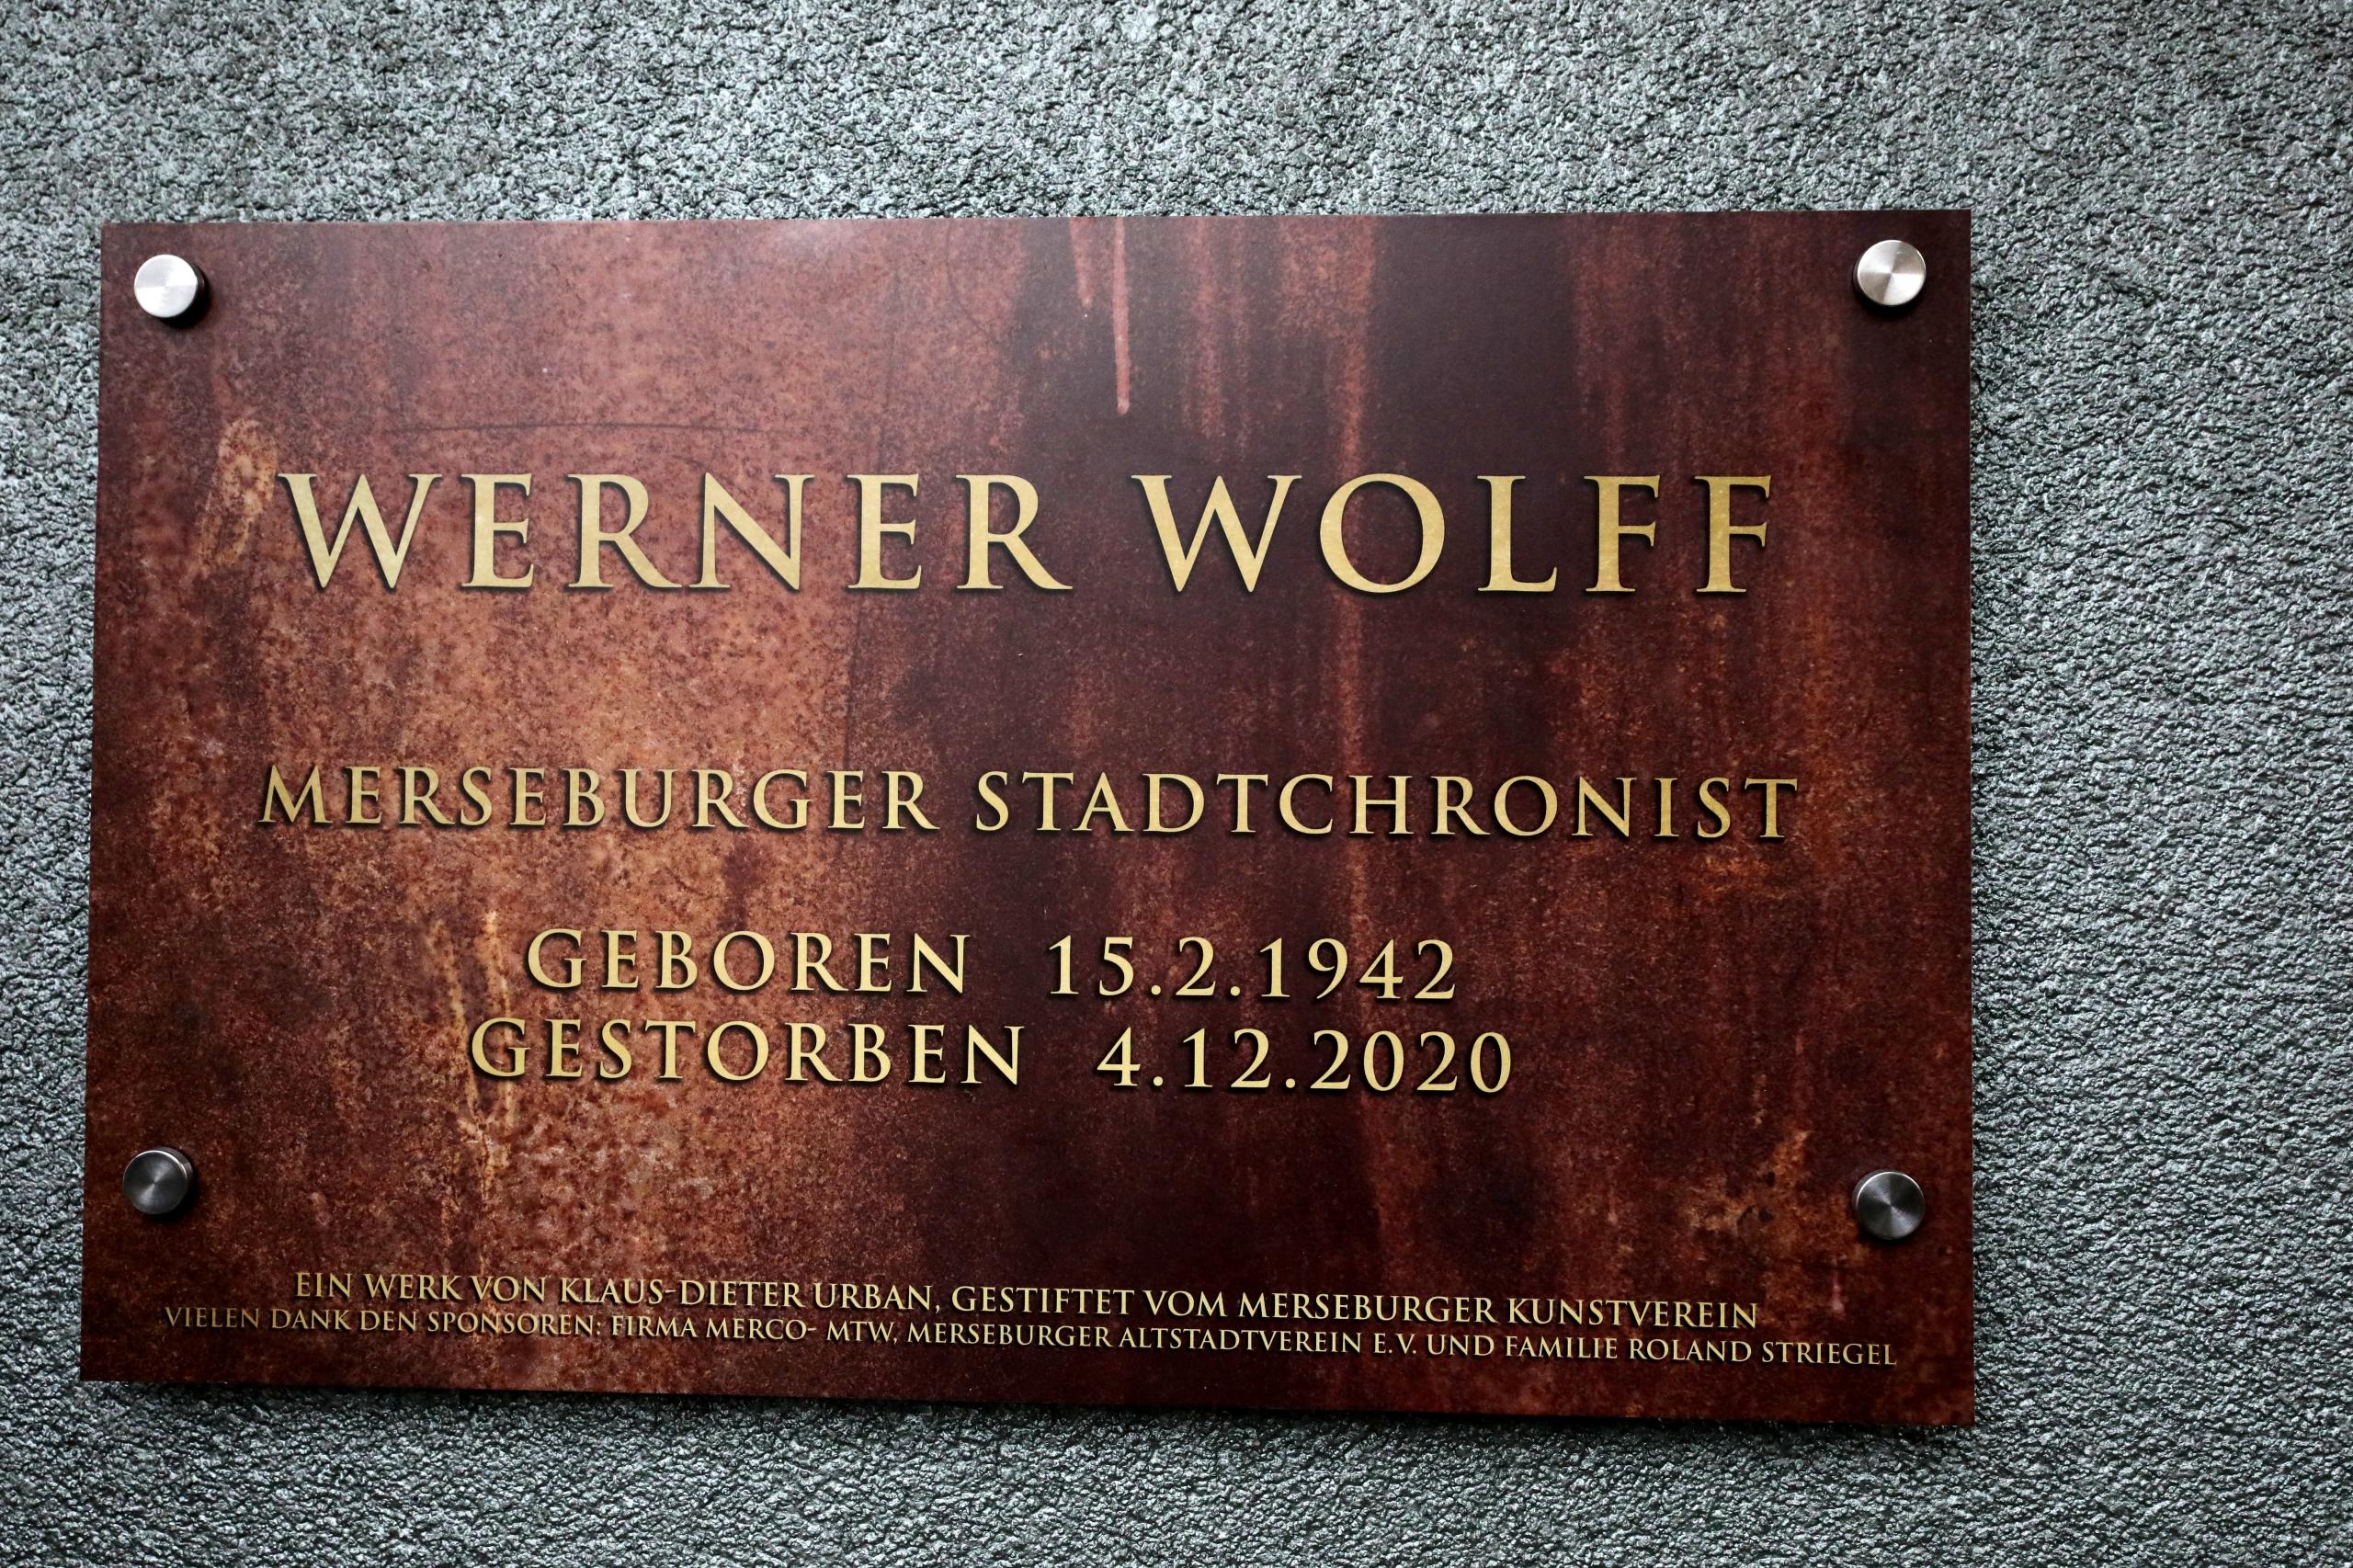 WERNER WOLFF
MERSEBURGER STADTCHRONIST
GEBOREN 15.2.1942
GESTORBEN 4.12.2020
EIN WERK VON KLAUS-DIETER URBAN, GESTIFTET VOM MERSEBURGER KUNSTVEREIN
VIELEN DANK DEN SPONSOREN: FIRMA MERCO- MTW, MERSEBURGER ALTSTADTVEREIN E.V. UND FAMILIE ROLAND STRIEGEL